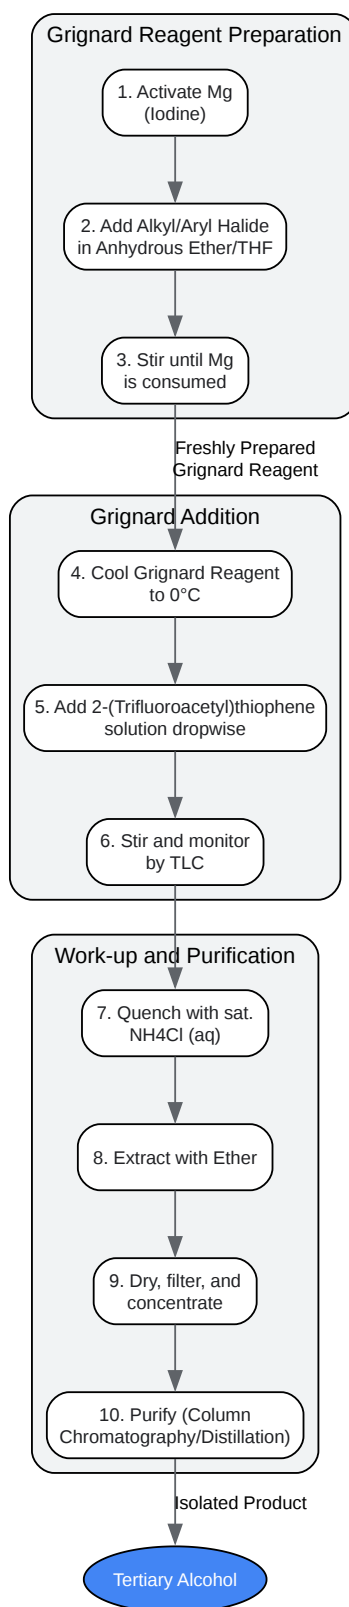 Grignard Reagent Preparation
1. Activate Mg
(Iodine)
2. Add Alkyl/Aryl Halide
in Anhydrous Ether/THF
3. Stir until Mg
is consumed
Freshly Prepared
Grignard Reagent
Grignard Addition
4. Cool Grignard Reagent
to 0°C
5. Add 2-(Trifluoroacetyl)thiophene
solution dropwise
6. Stir and monitor
by TLC
Work-up and Purification
7. Quench with sat.
NH4Cl (aq)
8. Extract with Ether
9. Dry, filter, and
concentrate
10. Purify (Column
Chromatography/Distillation)
Isolated Product
Tertiary Alcohol